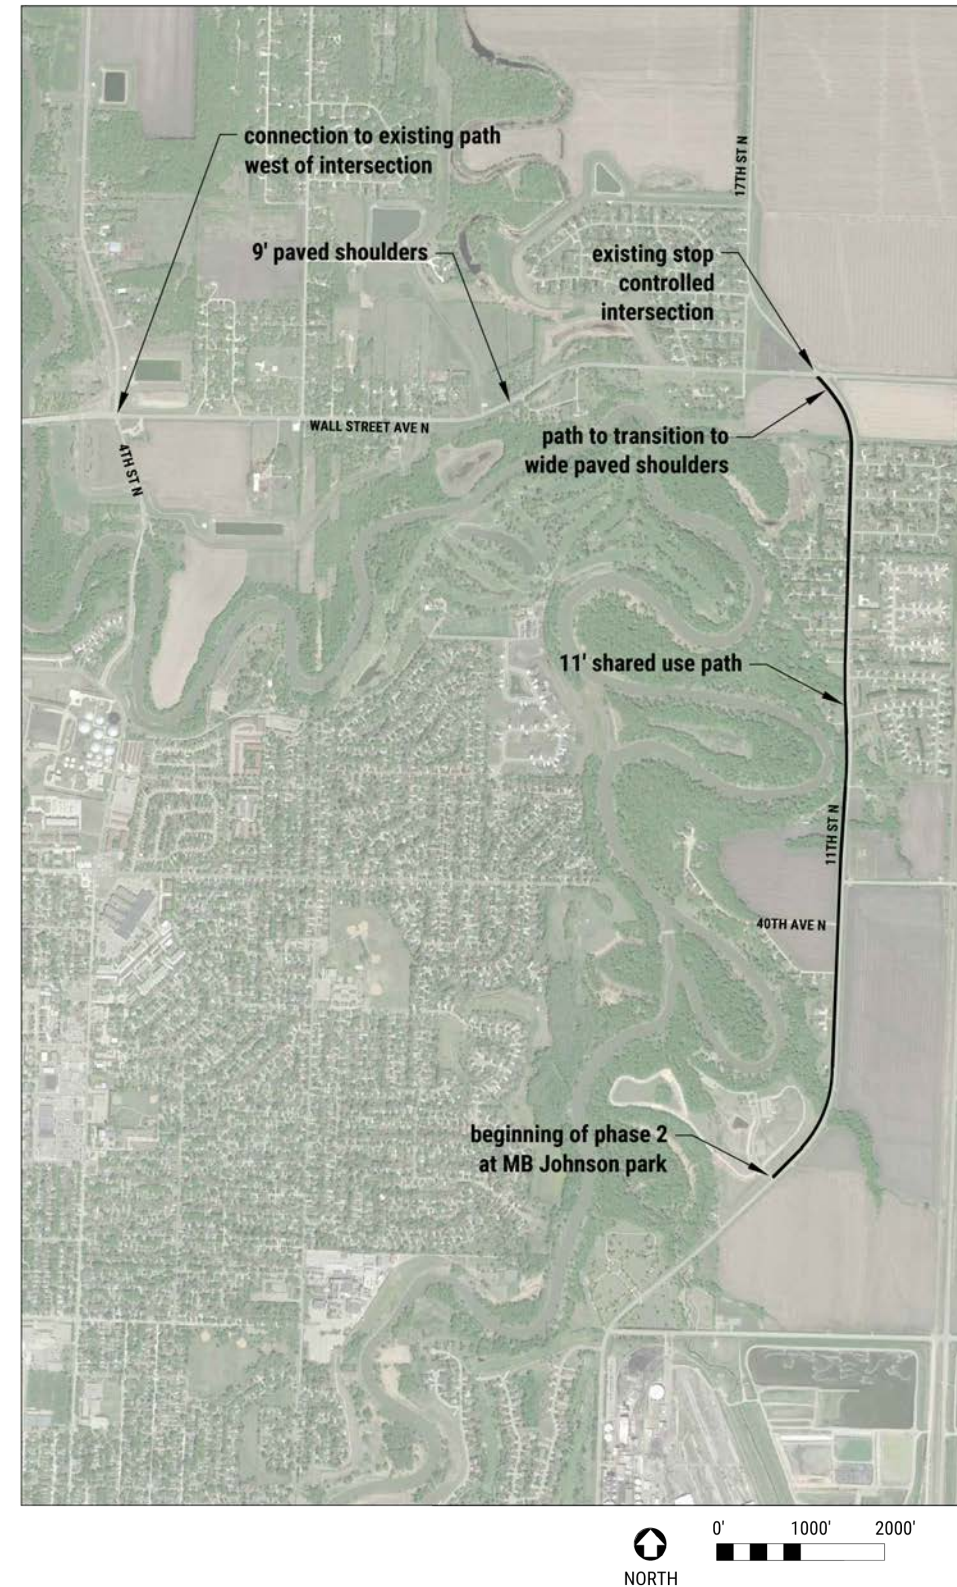 connection to existing path
west of intersection
17TH ST N
9' paved shoulders
existing stop
controlled
intersection
WALL STREET AVE N
path to transition to
wide paved shoulders
4TH ST N
11' shared use path
11TH ST N
40TH AVE N
beginning of phase 2
at MB Johnson park
0'
1000'
2000'
NORTH